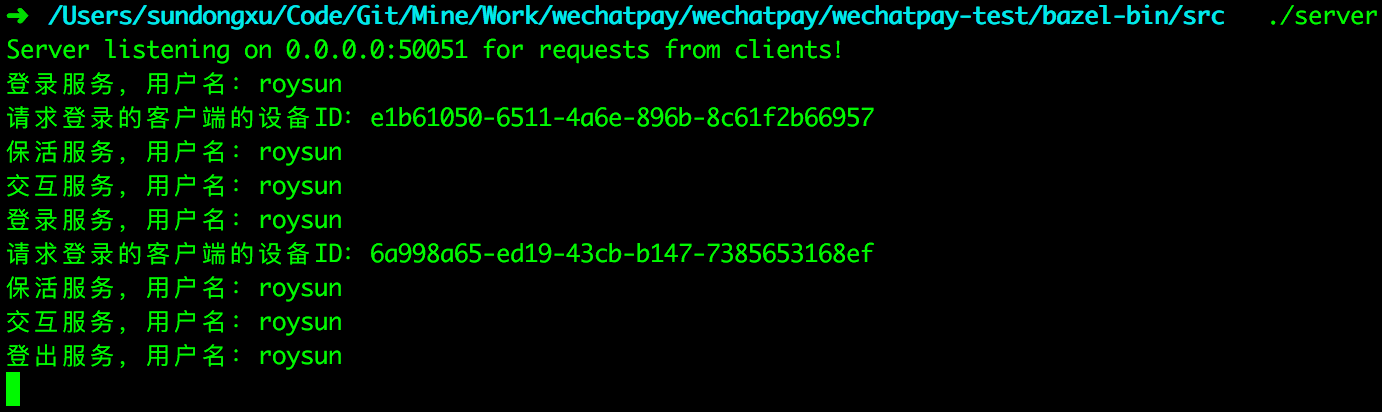 ➜ /Users/sundongxu/Code/Git/Mine/Work/wechatpay/wechatpay/wechatpay-test/bazel-bin/src ./server
Server listening on 0.0.0.0:50051 for requests from clients!
登录服务，用户名：roysun
请求登录的客户端的设备ID：e1b61050-6511-4a6e-896b-8c61f2b66957
保活服务，用户名：roysun
交互服务，用户名：roysun
登录服务，用户名：roysun
请求登录的客户端的设备ID：6a998a65-ed19-43cb-b147-7385653168ef
保活服务，用户名：roysun
交互服务，用户名：roysun
登出服务，用户名：roysun